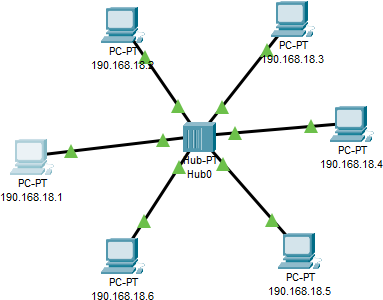 PC-PT
190.168.18.2
PC-PT
190.168.18.3
PC-PT
190.168.18.1
Hub-PT
Hub0
PC-PT
190.168.18.4
PC-PT
190.168.18.6
PC-PT
190.168.18.5